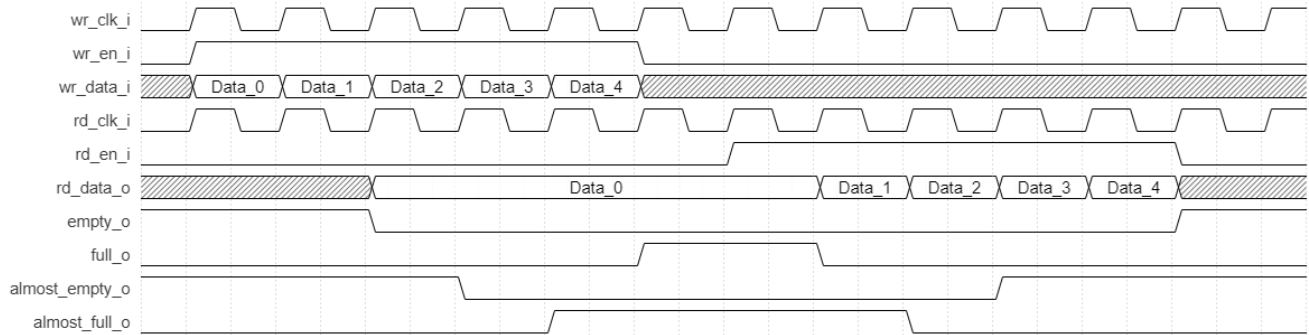 wr_clk_i
wr_en_i
wr_data_i Data_0 Data_1 Data_2 Data_3 Data_4
rd_clk_i
rd_en_i
rd_data_o Data_0 Data_1 Data_2 Data_3 Data_4
empty_o
full_o
almost_empty_o
almost_full_o